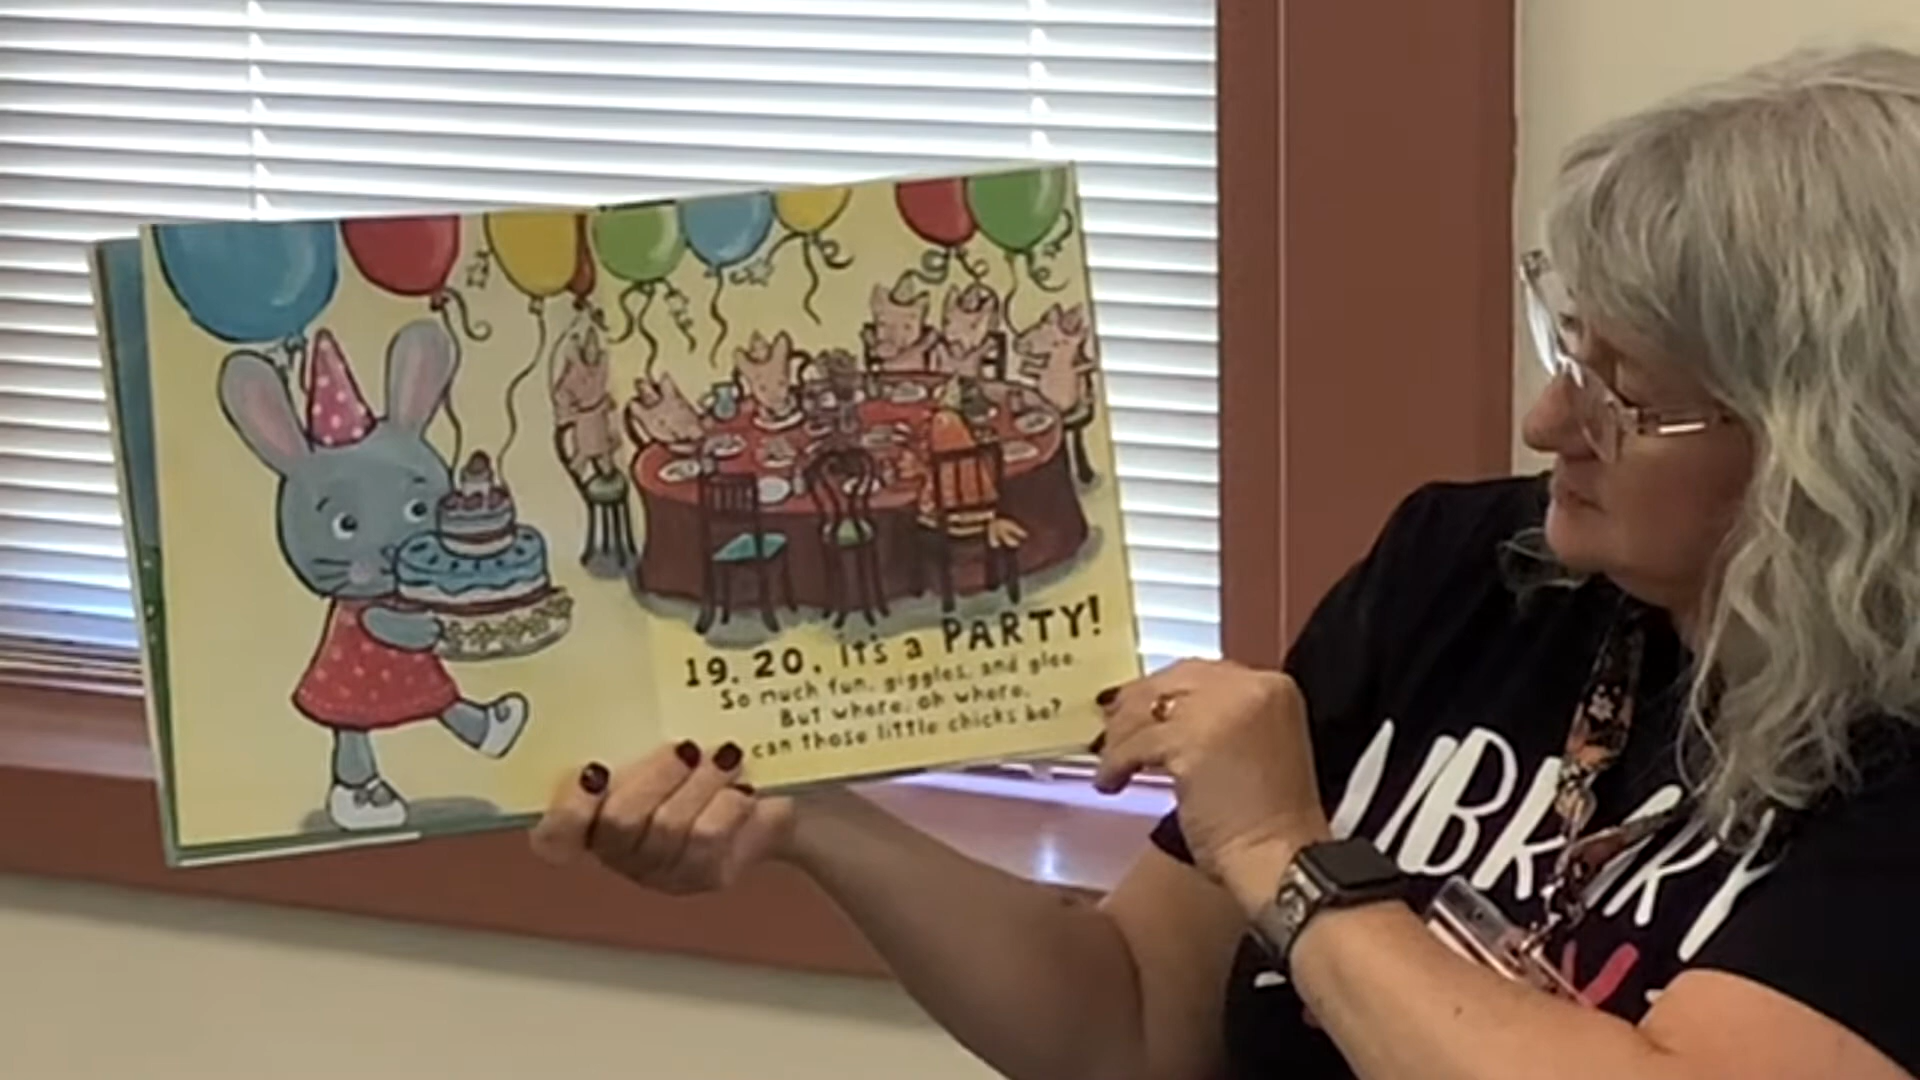 19. 20. It's a PARTY!
So much fun, giggles, and glee.
But where, oh where,
can those little chicks be?
LIBRARY